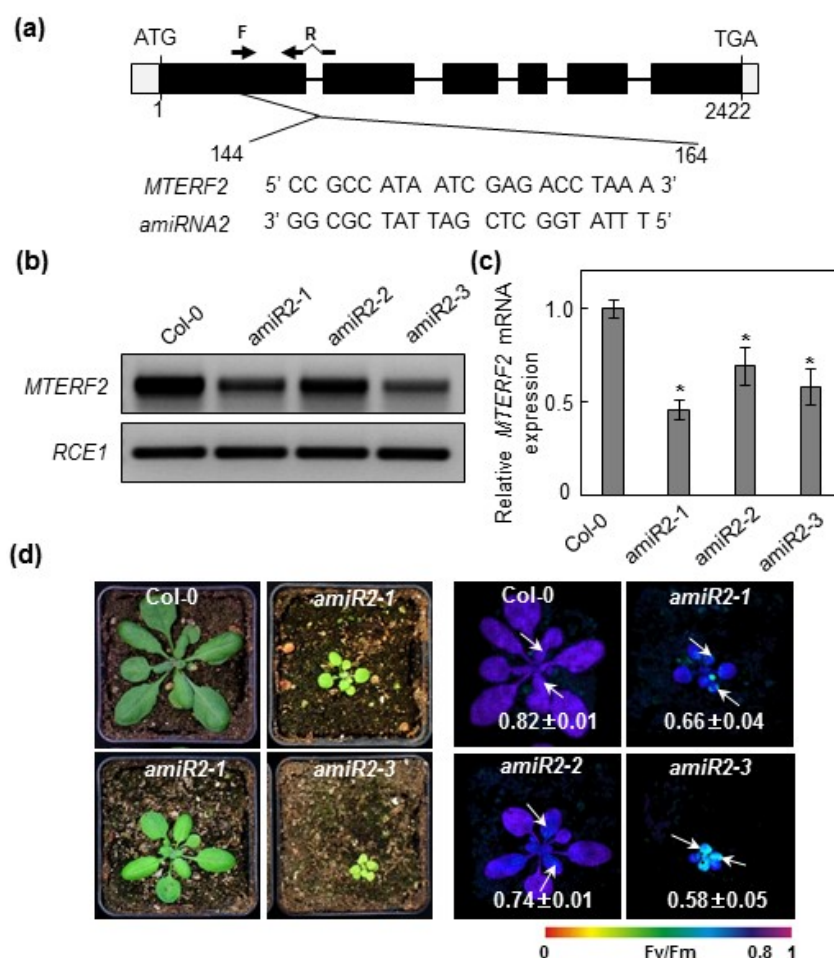 (a)
F R
ATG TGA
1 2422
144 164
MTERF2 5’ CC GCC ATA ATC GAG ACC TAA A 3’
amiRNA2 3’ GG CGC TAT TAG CTC GGT ATT T 5’
(b)
Col-0 amiR2-1 amiR2-2 amiR2-3
MTERF2
RCE1
(c)
Relative MTERF2 mRNA
expression
1.0
0.5
0
* * *
Col-0 amiR2-1 amiR2-2 amiR2-3
(d)
Col-0 amiR2-1 Col-0 amiR2-1
0.82±0.01 0.66±0.04
amiR2-1 amiR2-3 amiR2-2 amiR2-3
0.74±0.01 0.58±0.05
0 Fv/Fm 0.8 1